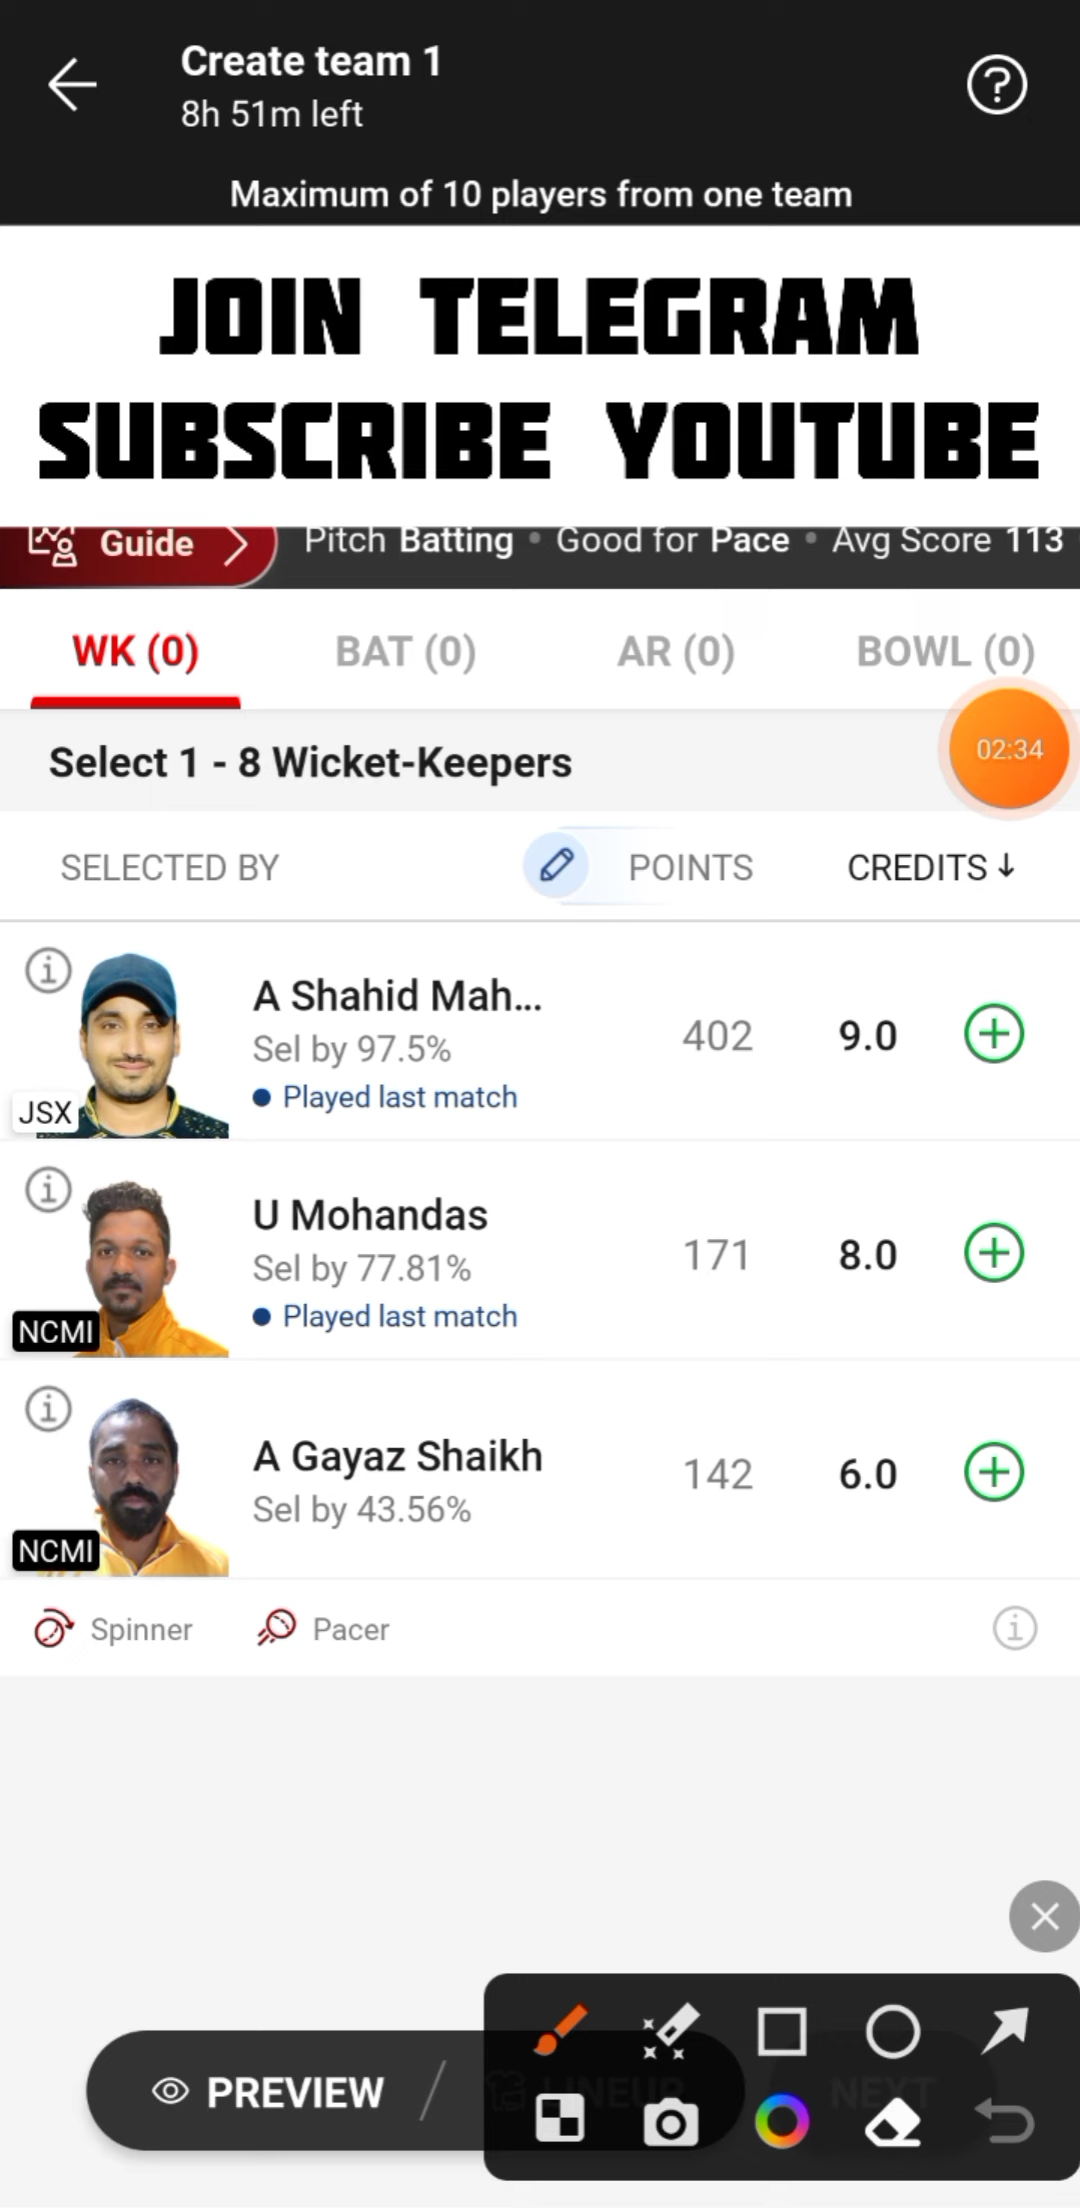 Create team 1
8h 51m left
Maximum of 10 players from one team
JOIN TELEGRAM
SUBSCRIBE YOUTUBE
Guide
Pitch Batting • Good for Pace • Avg Score 113
WK (0) BAT (0) AR (0) BOWL (0)
Select 1 - 8 Wicket-Keepers
02:34
SELECTED BY POINTS CREDITS ↓
A Shahid Mah...
Sel by 97.5%
402 9.0
Played last match
JSX
U Mohandas
Sel by 77.81%
171 8.0
Played last match
NCMI
A Gayaz Shaikh
Sel by 43.56%
142 6.0
NCMI
Spinner Pacer
PREVIEW / LINEUP NEXT